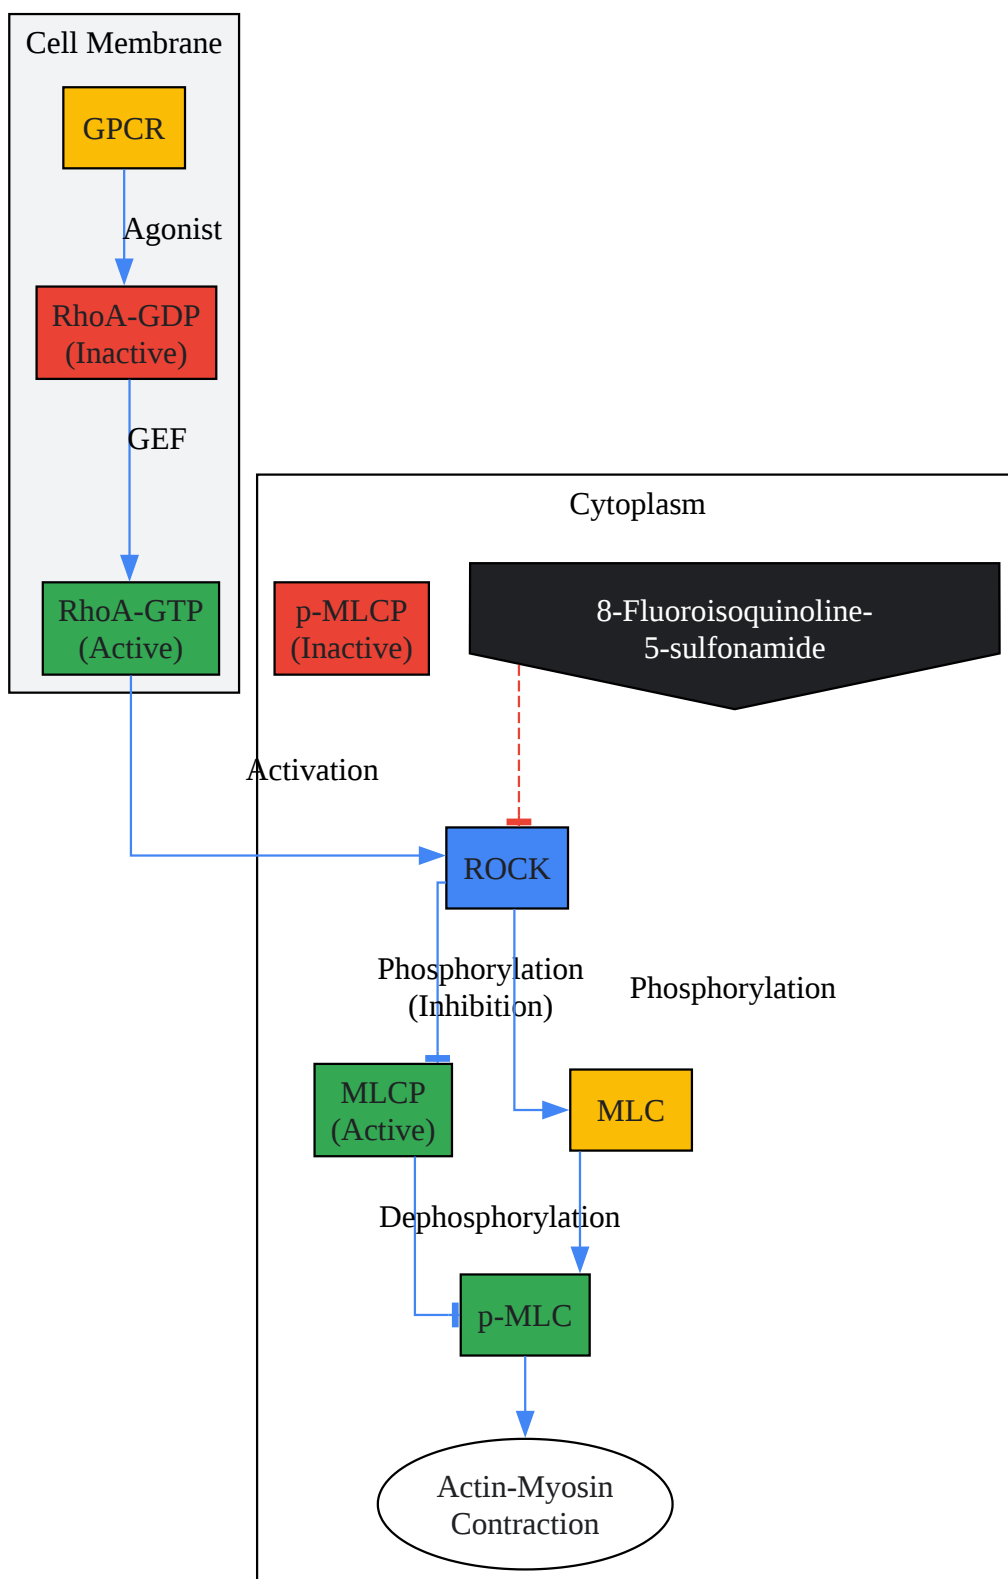 Cell Membrane
GPCR
Agonist
RhoA-GDP
(Inactive)
GEF
RhoA-GTP
(Active)
Cytoplasm
p-MLCP
(Inactive)
8-Fluoroisoquinoline-
5-sulfonamide
Activation
ROCK
Phosphorylation
(Inhibition)
Phosphorylation
MLCP
(Active)
MLC
Dephosphorylation
p-MLC
Actin-Myosin
Contraction